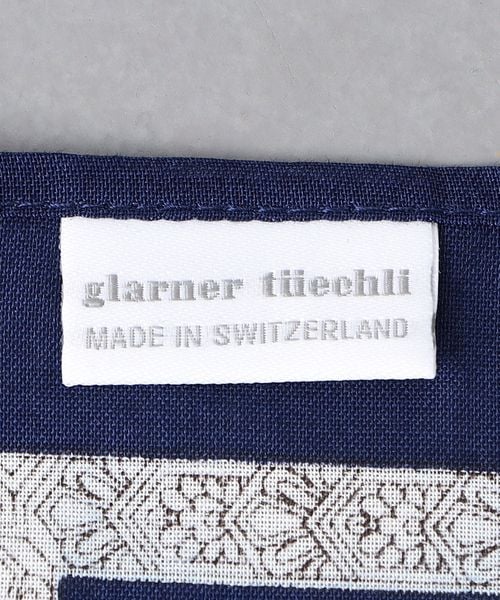 glarner tüechli
MADE IN SWITZERLAND